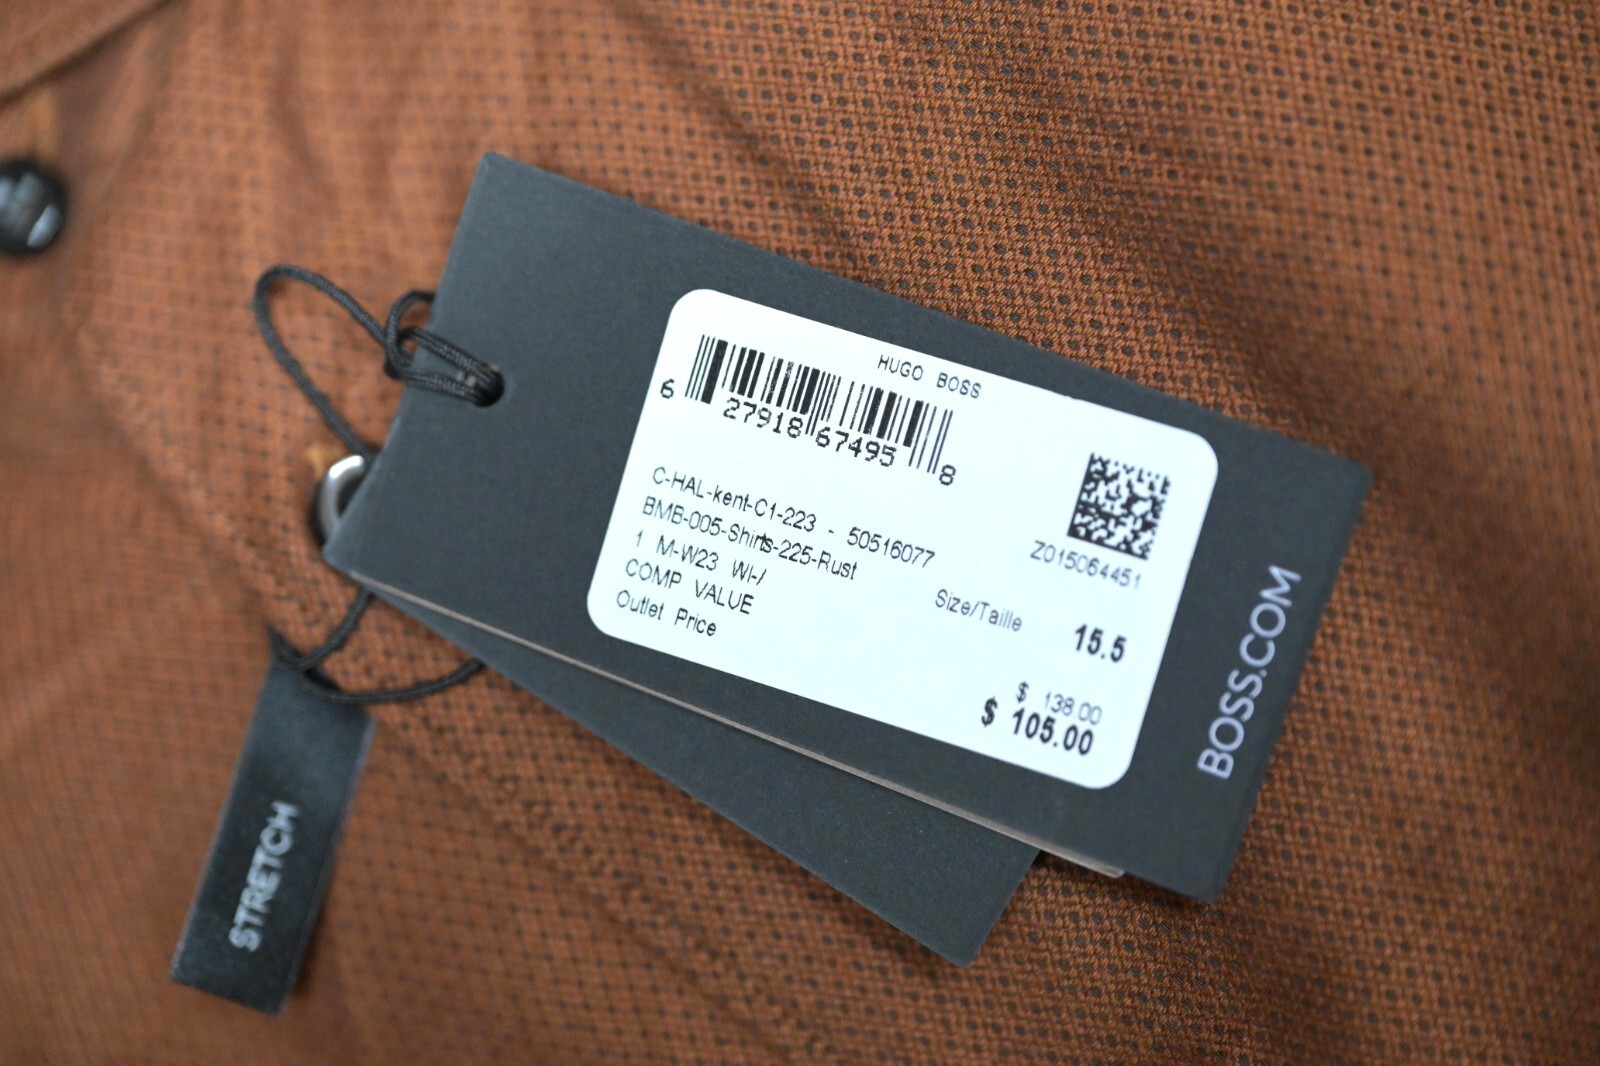 HUGO BOSS
6 27918 67495 8
C-HAL-kent-C1-223 - 50516077
BMB-005-Shirts-225-Rust
1 M-W23 WI-/
COMP VALUE
Outlet Price
Z015064451
Size/Taille
15.5
$ 138.00
$ 105.00
BOSS.COM
STRETCH